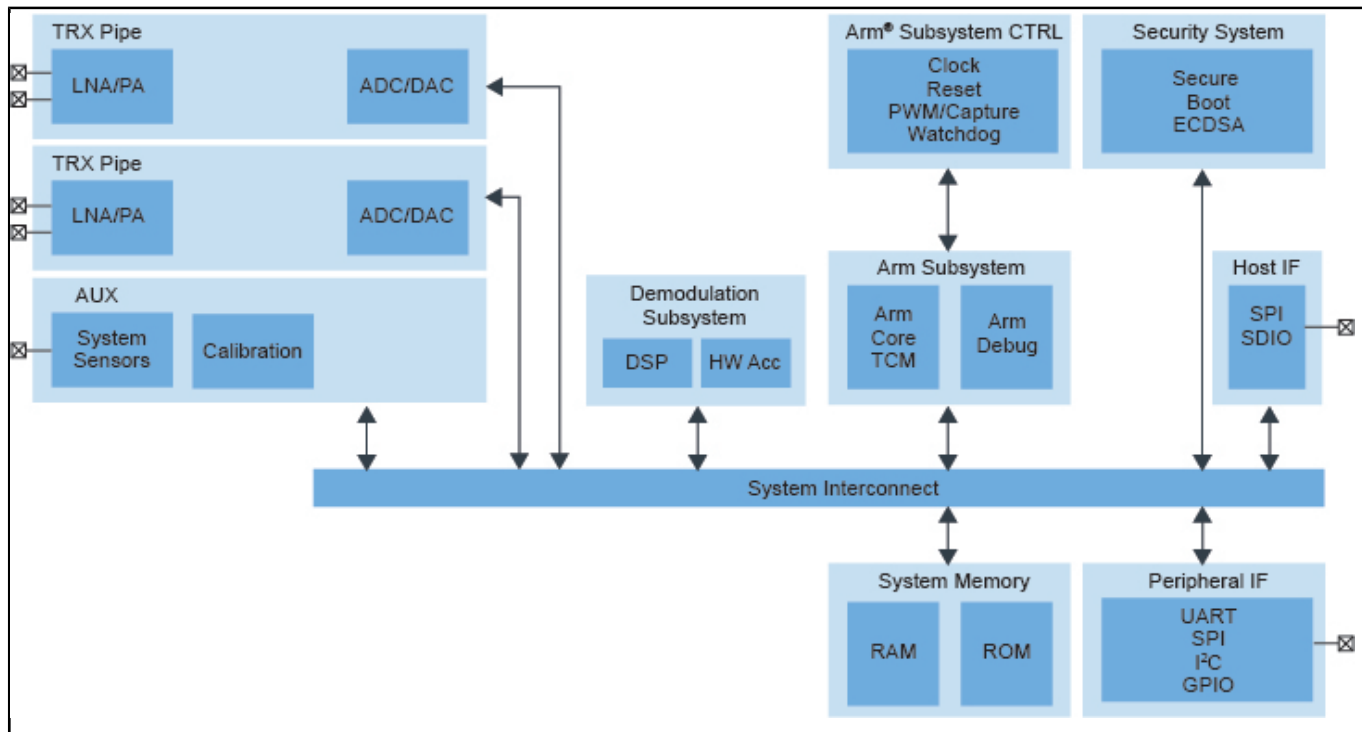 TRX Pipe
LNA/PA
ADC/DAC
TRX Pipe
LNA/PA
ADC/DAC
AUX
System
Sensors
Calibration
Demodulation
Subsystem
DSP
HW Acc
Arm® Subsystem CTRL
Clock
Reset
PWM/Capture
Watchdog
Security System
Secure
Boot
ECDSA
Arm Subsystem
Arm
Core
TCM
Arm
Debug
Host IF
SPI
SDIO
System Interconnect
System Memory
RAM
ROM
Peripheral IF
UART
SPI
I²C
GPIO